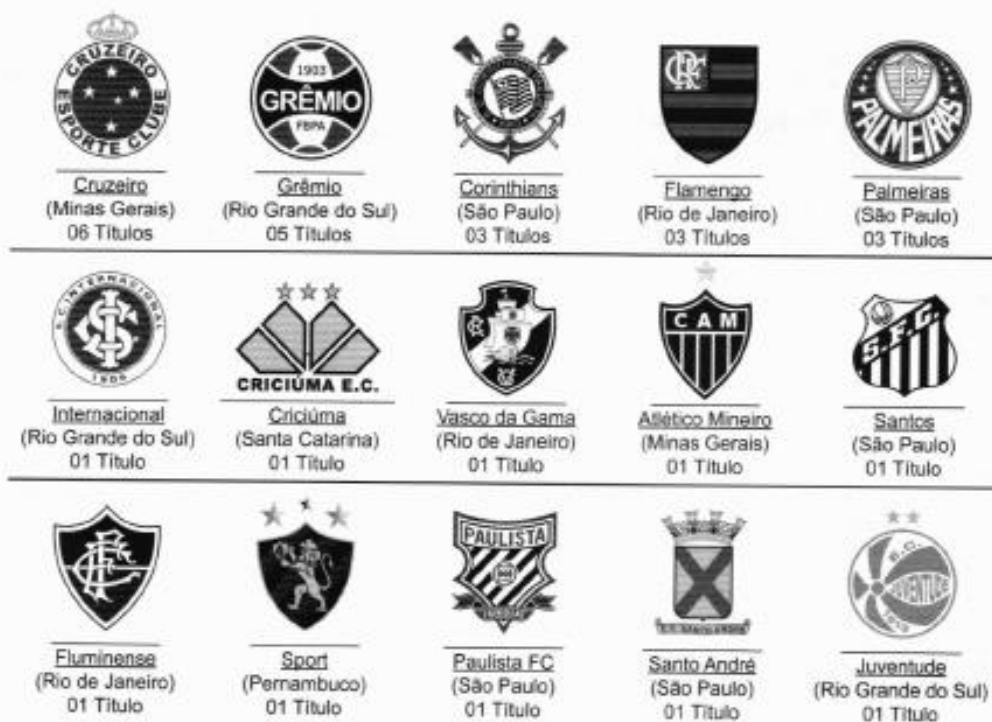 CRUZEIRO
ESPORTE CLUBE
1903
GRÊMIO
FBPA
CRF
PALMEIRAS
Cruzeiro
(Minas Gerais)
06 Títulos
Grêmio
(Rio Grande do Sul)
05 Títulos
Corinthians
(São Paulo)
03 Títulos
Flamengo
(Rio de Janeiro)
03 Títulos
Palmeiras
(São Paulo)
03 Títulos
S.C. INTERNACIONAL
1909
CRICIÚMA E.C.
C A M
S.F.C.
Internacional
(Rio Grande do Sul)
01 Título
Criciúma
(Santa Catarina)
01 Título
Vasco da Gama
(Rio de Janeiro)
01 Título
Atlético Mineiro
(Minas Gerais)
01 Título
Santos
(São Paulo)
01 Título
PAULISTA
E.C.
JUVENTUDE
Fluminense
(Rio de Janeiro)
01 Título
Sport
(Pernambuco)
01 Título
Paulista FC
(São Paulo)
01 Título
Santo André
(São Paulo)
01 Título
Juventude
(Rio Grande do Sul)
01 Título